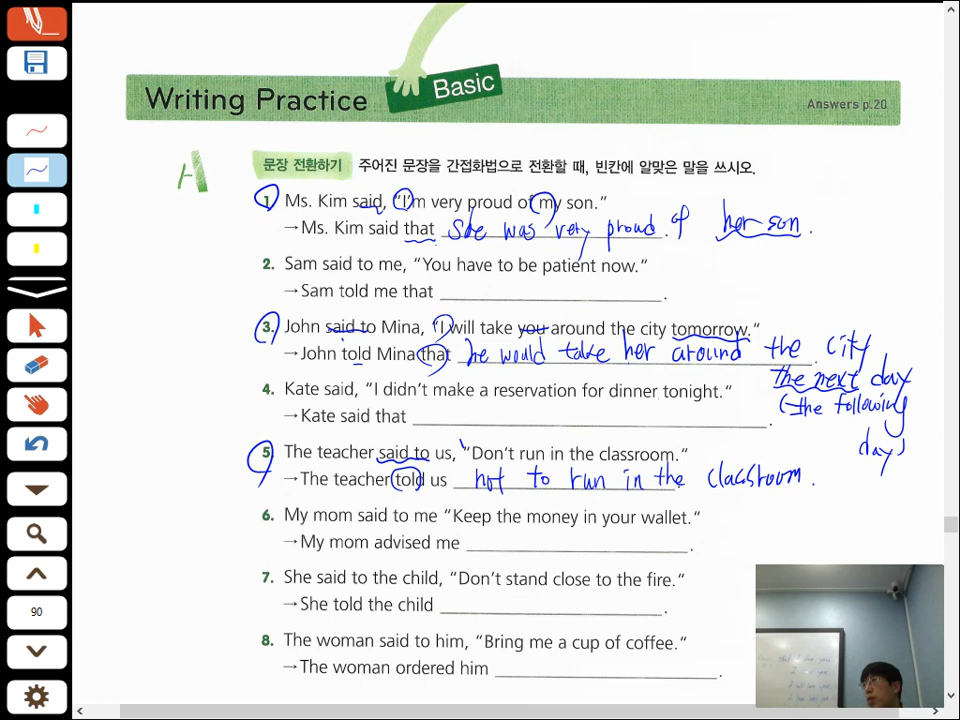 Writing Practice Basic Answers p.20
A 문장 전환하기 주어진 문장을 간접화법으로 전환할 때, 빈칸에 알맞은 말을 쓰시오.
1. Ms. Kim said, “I’m very proud of my son.”
→Ms. Kim said that she was very proud. of her son.
2. Sam said to me, “You have to be patient now.”
→Sam told me that ____________.
3. John said to Mina, “I will take you around the city tomorrow.”
→John told Mina that he would take her around the city.
the next day
(the following
day)
4. Kate said, “I didn’t make a reservation for dinner tonight.”
→Kate said that ____________.
5. The teacher said to us, “Don’t run in the classroom.”
→The teacher told us not to run in the classroom.
6. My mom said to me “Keep the money in your wallet.”
→My mom advised me ____________.
7. She said to the child, “Don’t stand close to the fire.”
→She told the child ____________.
8. The woman said to him, “Bring me a cup of coffee.”
→The woman ordered him ____________.
90